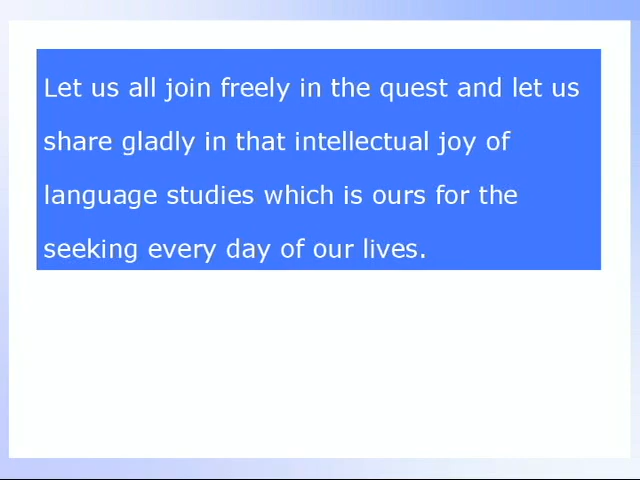 Let us all join freely in the quest and let us
share gladly in that intellectual joy of
language studies which is ours for the
seeking every day of our lives.